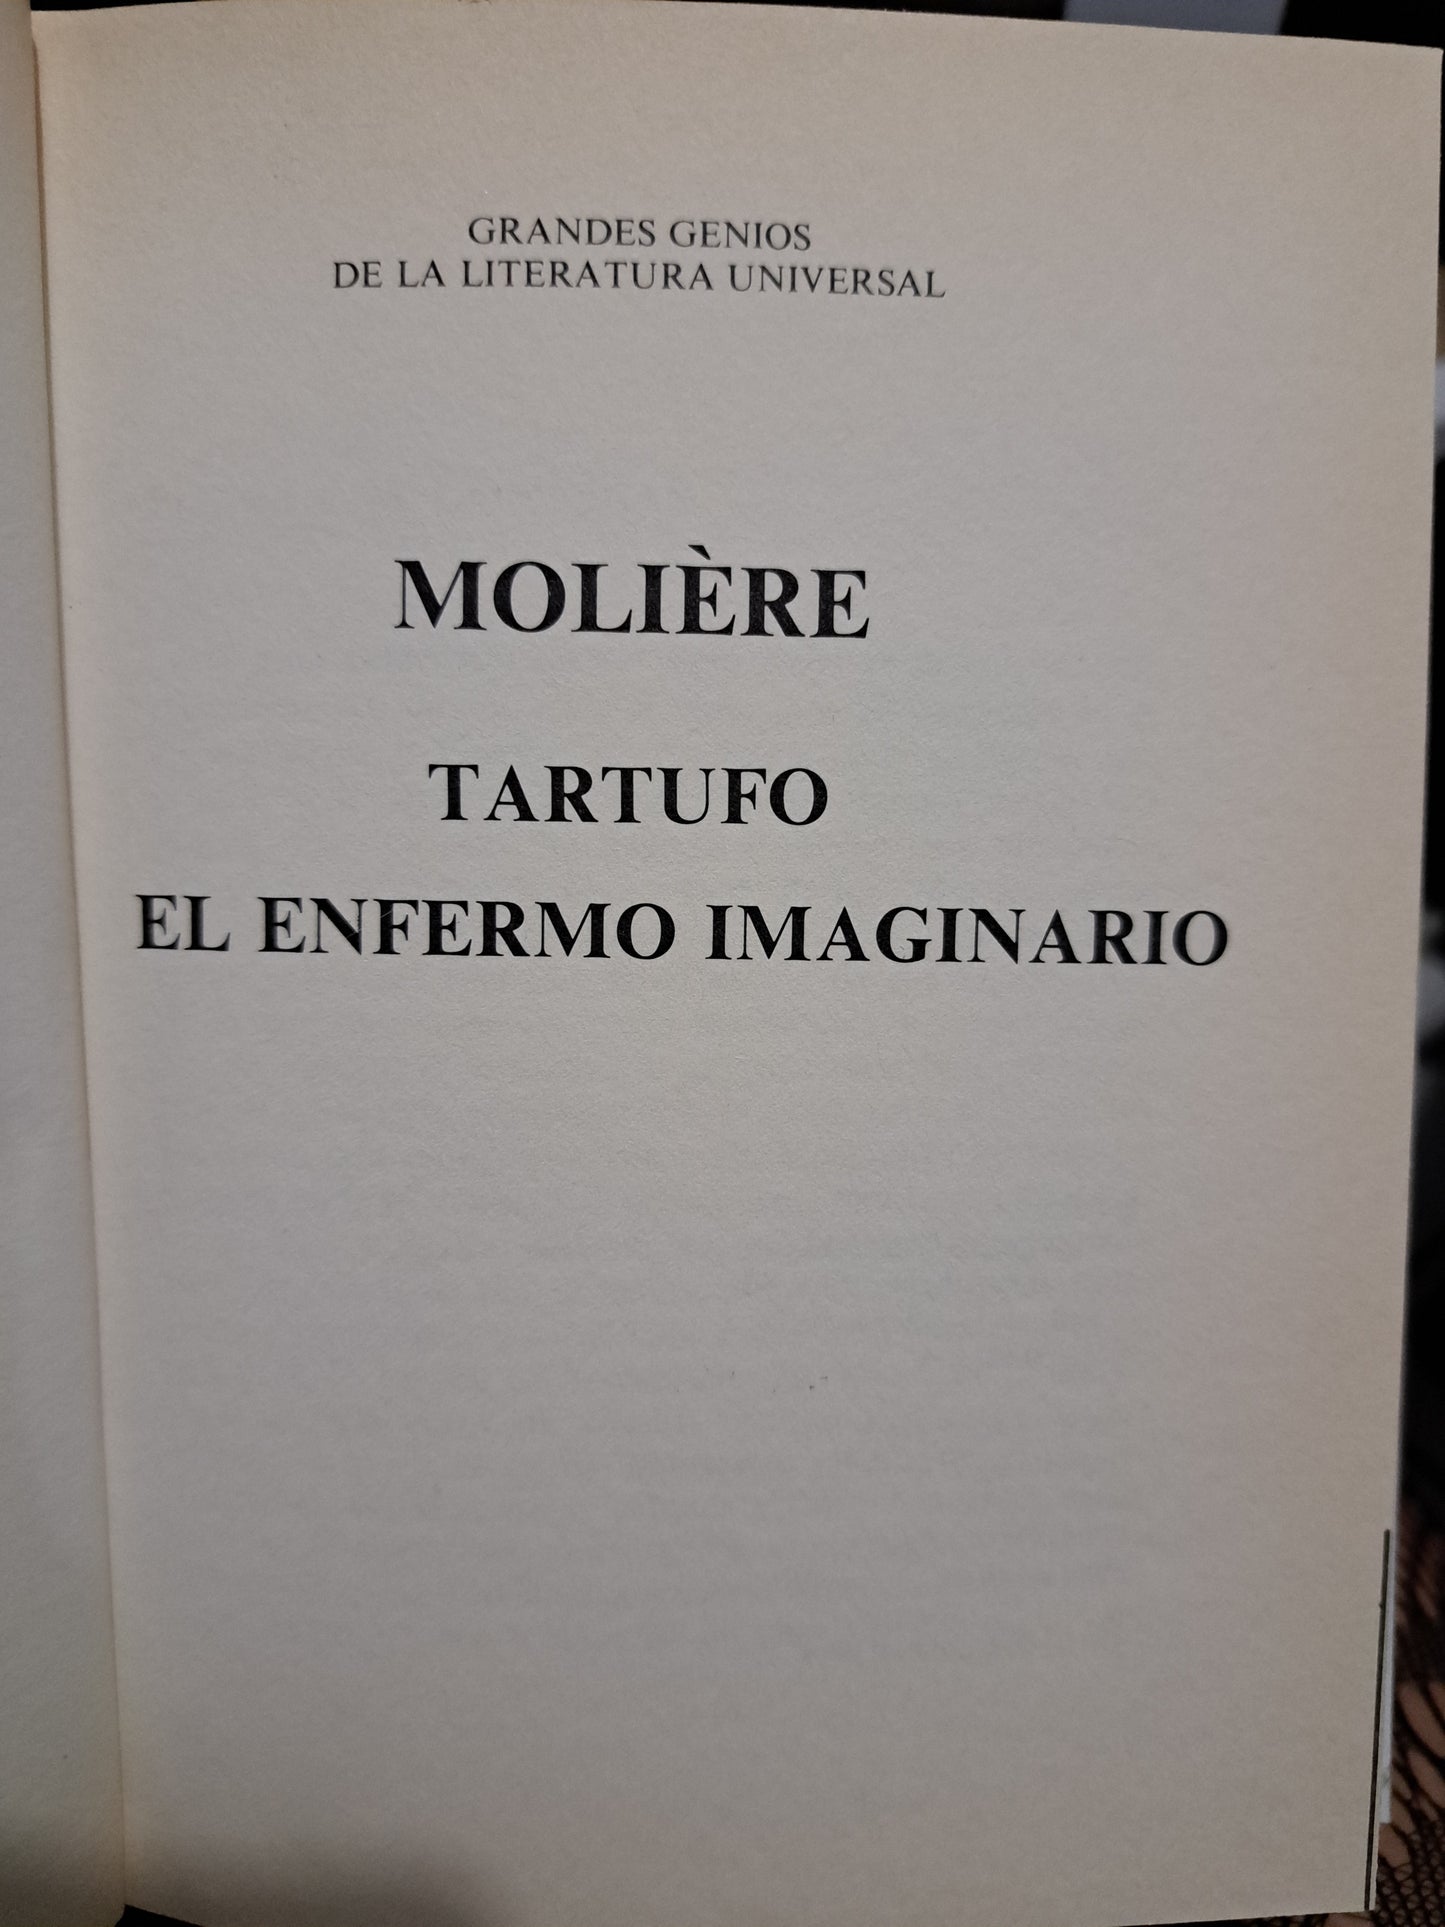 GRANDES GENIOS
DE LA LITERATURA UNIVERSAL
MOLIÈRE
TARTUFO
EL ENFERMO IMAGINARIO